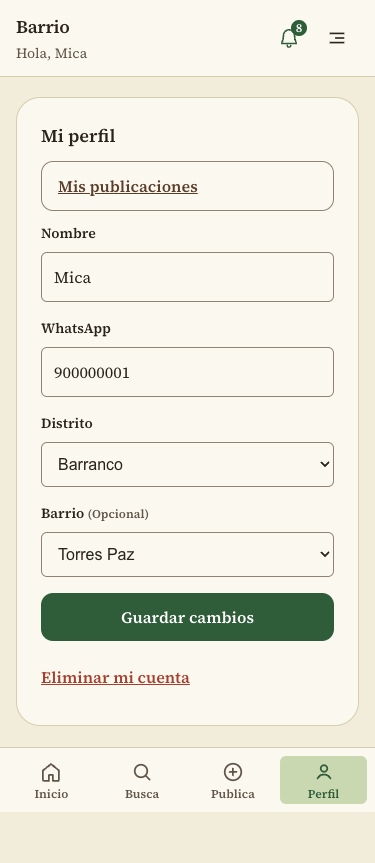 Barrio
Hola, Mica
8
Mi perfil
Mis publicaciones
Nombre
Mica
WhatsApp
900000001
Distrito
Barranco
Barrio (Opcional)
Torres Paz
Guardar cambios
Eliminar mi cuenta
Inicio
Busca
Publica
Perfil